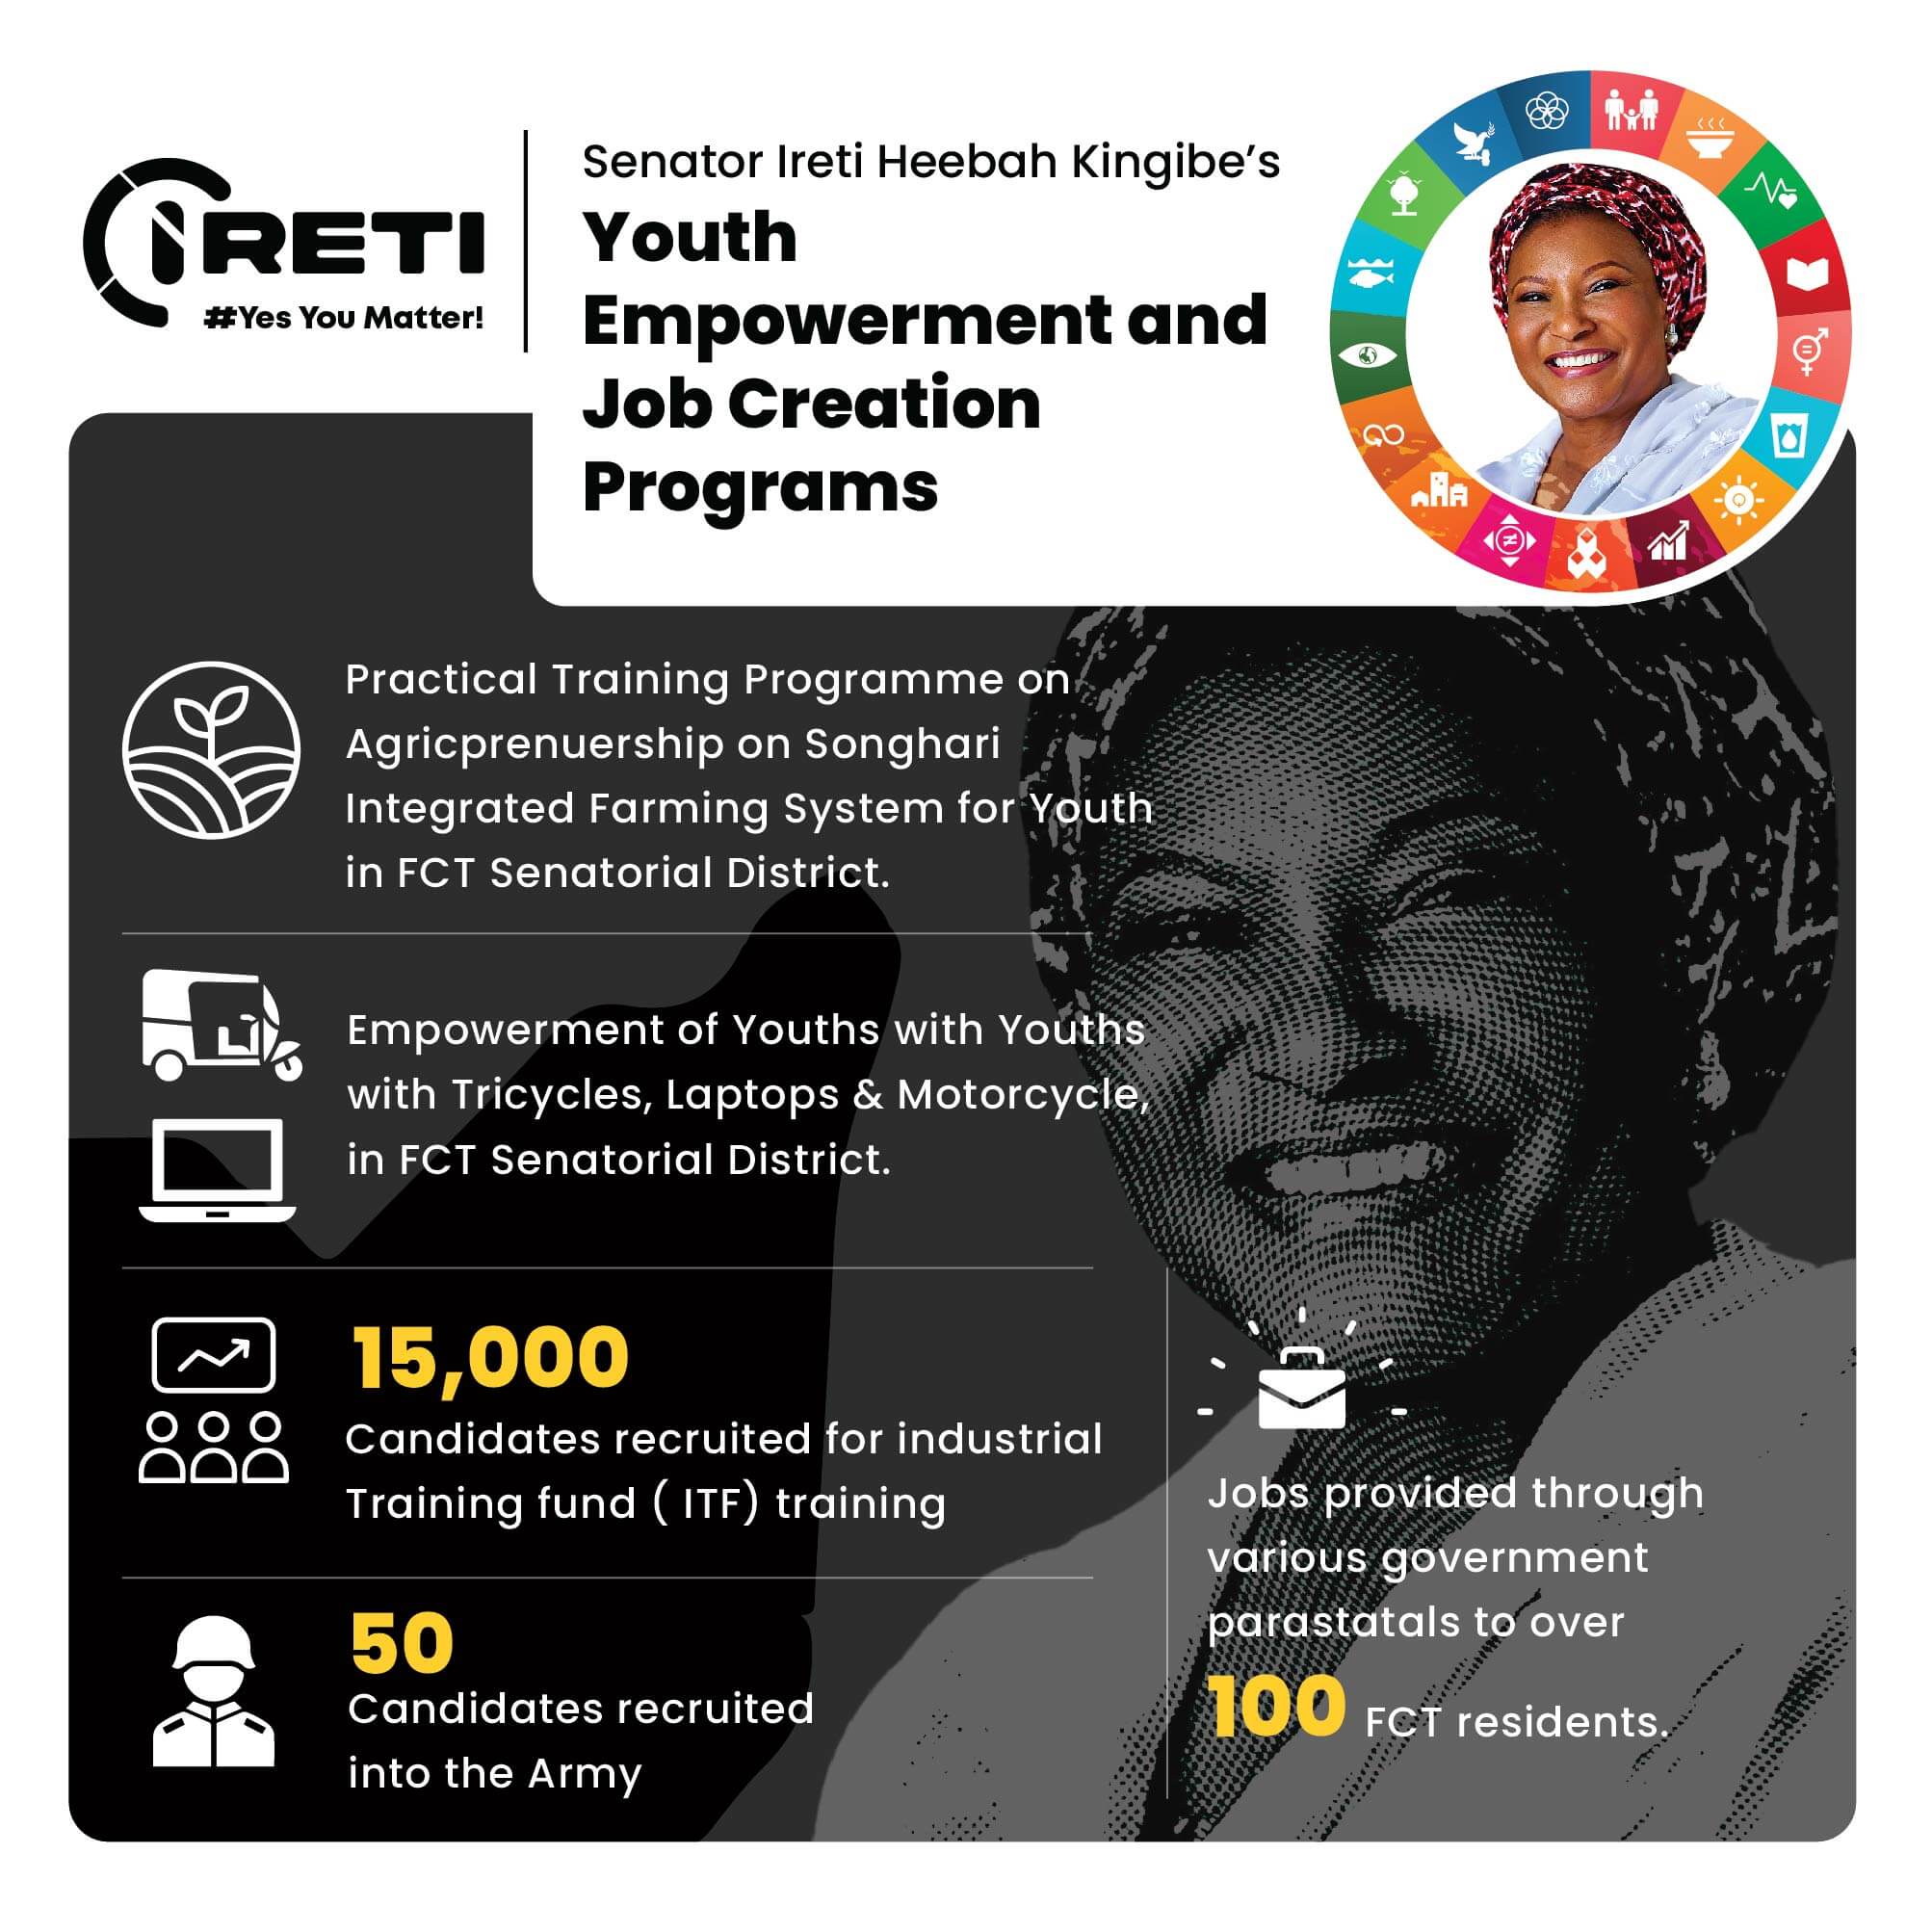 IRETI
#Yes You Matter!
Senator Ireti Heebah Kingibe’s
Youth
Empowerment and
Job Creation
Programs
Practical Training Programme on
Agricprenuership on Songhari
Integrated Farming System for Youth
in FCT Senatorial District.
Empowerment of Youths with Youths
with Tricycles, Laptops & Motorcycle,
in FCT Senatorial District.
15,000
Candidates recruited for industrial
Training fund ( ITF) training
50
Candidates recruited
into the Army
Jobs provided through
various government
parastatals to over
100 FCT residents.